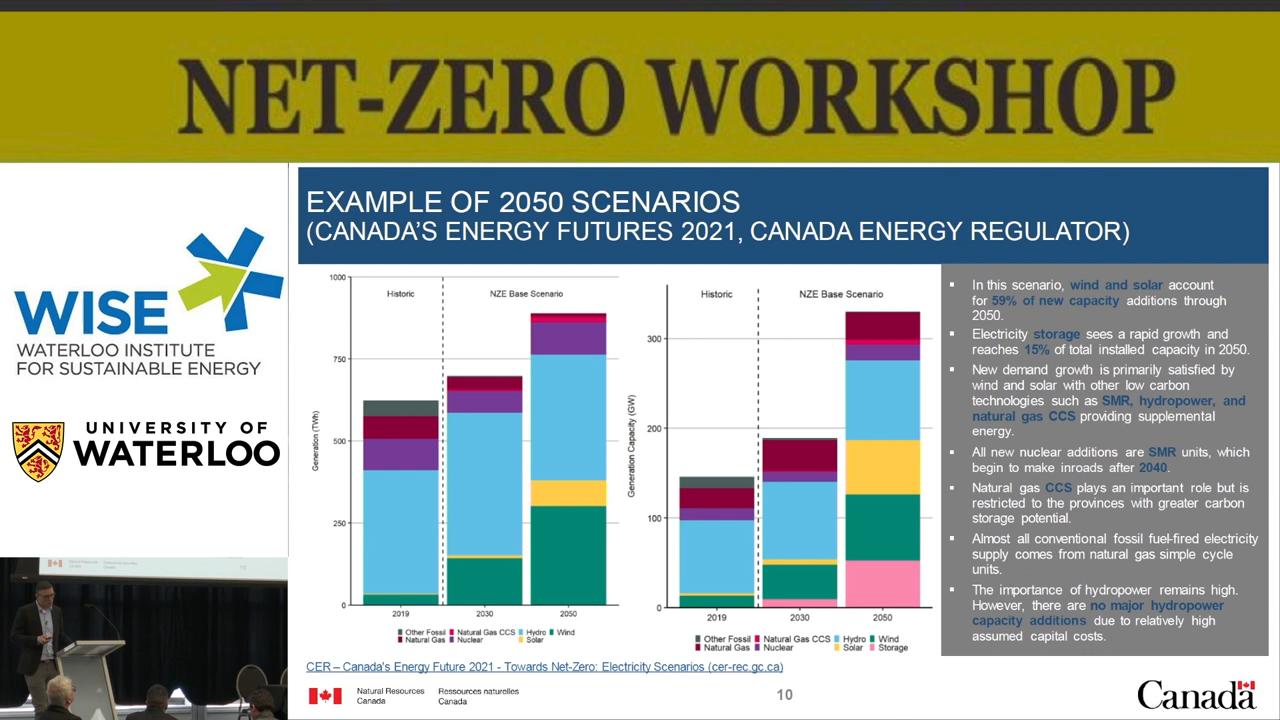 NET-ZERO WORKSHOP
WISE
WATERLOO INSTITUTE
FOR SUSTAINABLE ENERGY
UNIVERSITY OF
WATERLOO
EXAMPLE OF 2050 SCENARIOS
(CANADA'S ENERGY FUTURES 2021, CANADA ENERGY REGULATOR)
Generation (TWh)
1000
750
500
250
0
Historic
NZE Base Scenario
2019
2030
2050
Other Fossil Natural Gas CCS Hydro Wind
Natural Gas Nuclear Solar
Generation Capacity (GW)
300
200
100
0
Historic
NZE Base Scenario
2019
2030
2050
Other Fossil Natural Gas CCS Hydro Wind
Natural Gas Nuclear Solar Storage
▪ In this scenario, wind and solar account
for 59% of new capacity additions through
2050.
▪ Electricity storage sees a rapid growth and
reaches 15% of total installed capacity in 2050.
▪ New demand growth is primarily satisfied by
wind and solar with other low carbon
technologies such as SMR, hydropower, and
natural gas CCS providing supplemental
energy.
▪ All new nuclear additions are SMR units, which
begin to make inroads after 2040.
▪ Natural gas CCS plays an important role but is
restricted to the provinces with greater carbon
storage potential.
▪ Almost all conventional fossil fuel-fired electricity
supply comes from natural gas simple cycle
units.
▪ The importance of hydropower remains high.
However, there are no major hydropower
capacity additions due to relatively high
assumed capital costs.
CER – Canada's Energy Future 2021 - Towards Net-Zero: Electricity Scenarios (cer-rec.gc.ca)
Natural Resources
Canada
Ressources naturelles
Canada
10
Canada